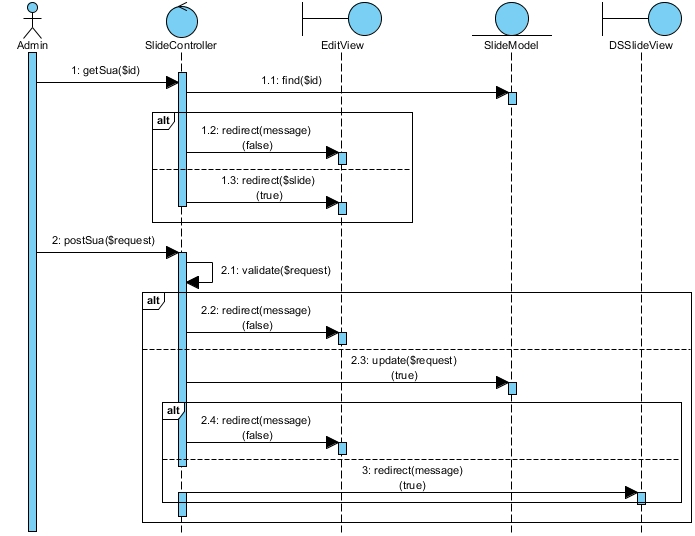 Admin
SlideController
EditView
SlideModel
DSSlideView
1: getSua($id)
1.1: find($id)
alt
1.2: redirect(message)
(false)
1.3: redirect($slide)
(true)
2: postSua($request)
2.1: validate($request)
alt
2.2: redirect(message)
(false)
2.3: update($request)
(true)
alt
2.4: redirect(message)
(false)
3: redirect(message)
(true)